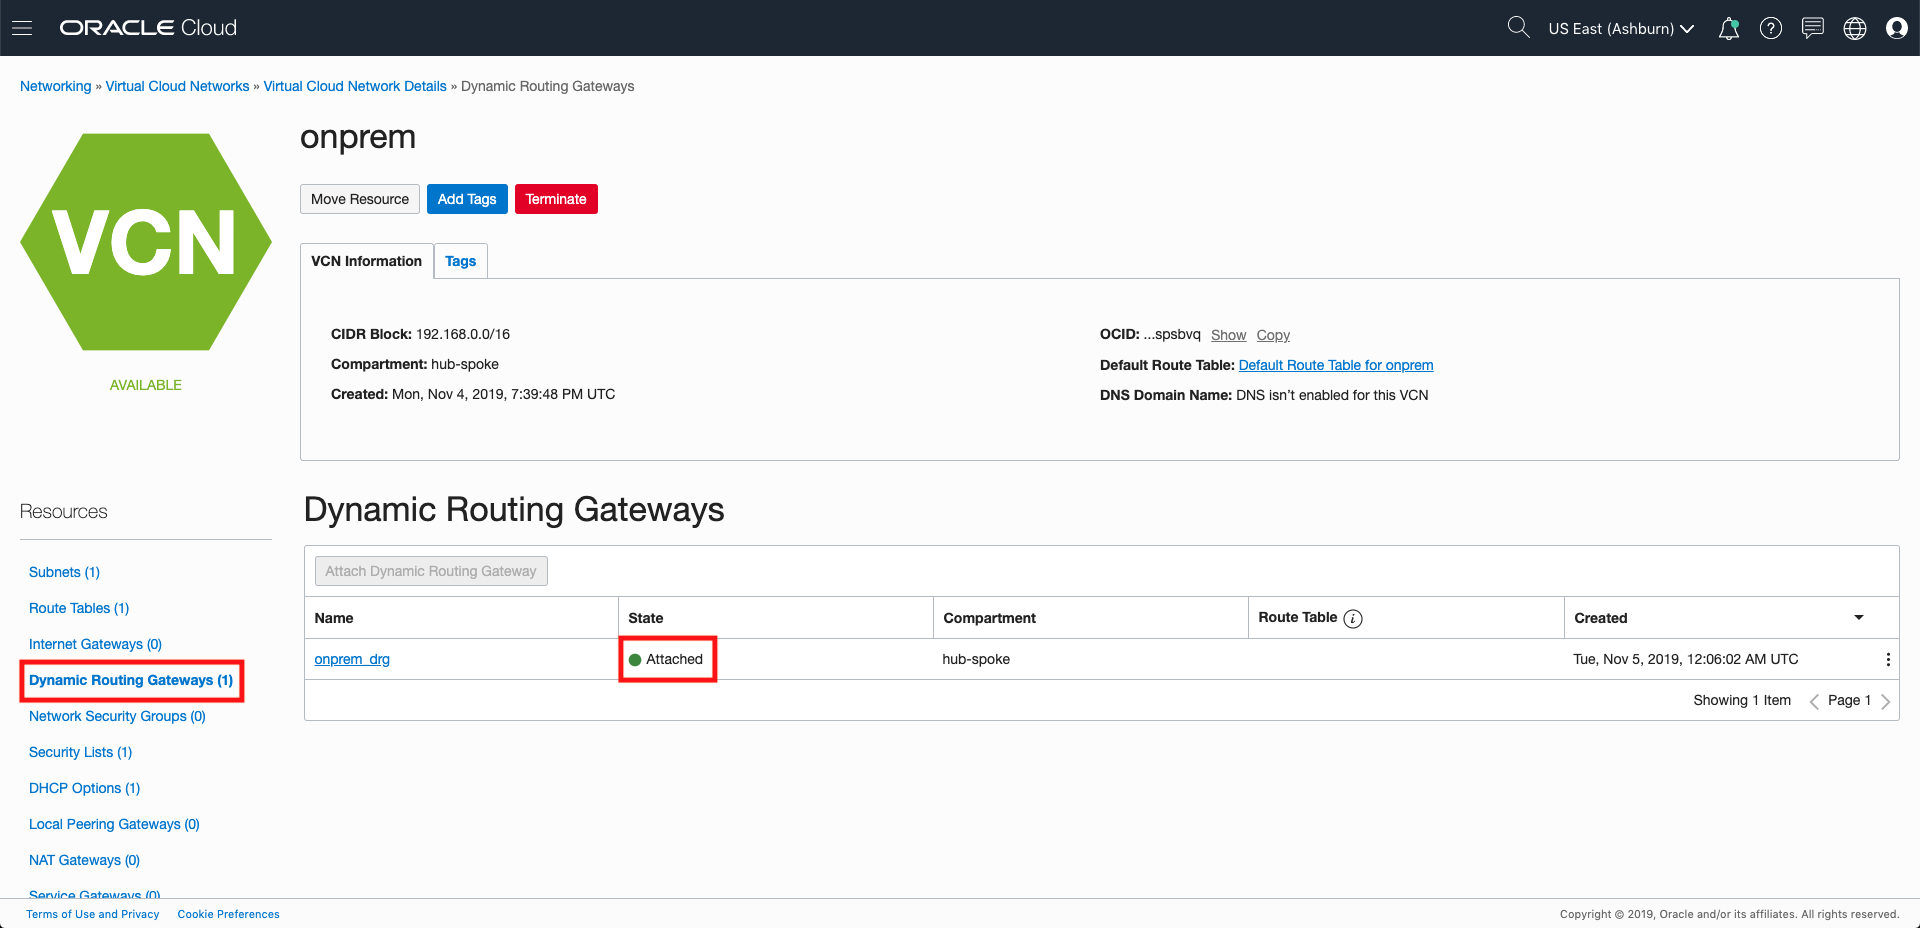 ORACLE Cloud
US East (Ashburn)
Networking » Virtual Cloud Networks » Virtual Cloud Network Details » Dynamic Routing Gateways
VCN
AVAILABLE
onprem
Move Resource Add Tags Terminate
VCN Information Tags
CIDR Block: 192.168.0.0/16
Compartment: hub-spoke
Created: Mon, Nov 4, 2019, 7:39:48 PM UTC
OCID: ...spsbvq Show Copy
Default Route Table: Default Route Table for onprem
DNS Domain Name: DNS isn't enabled for this VCN
Resources
Subnets (1)
Route Tables (1)
Internet Gateways (0)
Dynamic Routing Gateways (1)
Network Security Groups (0)
Security Lists (1)
DHCP Options (1)
Local Peering Gateways (0)
NAT Gateways (0)
Service Gateways (0)
Dynamic Routing Gateways
Attach Dynamic Routing Gateway
Name State Compartment Route Table i Created
onprem_drg Attached hub-spoke Tue, Nov 5, 2019, 12:06:02 AM UTC
Showing 1 Item Page 1
Terms of Use and Privacy Cookie Preferences
Copyright © 2019, Oracle and/or its affiliates. All rights reserved.